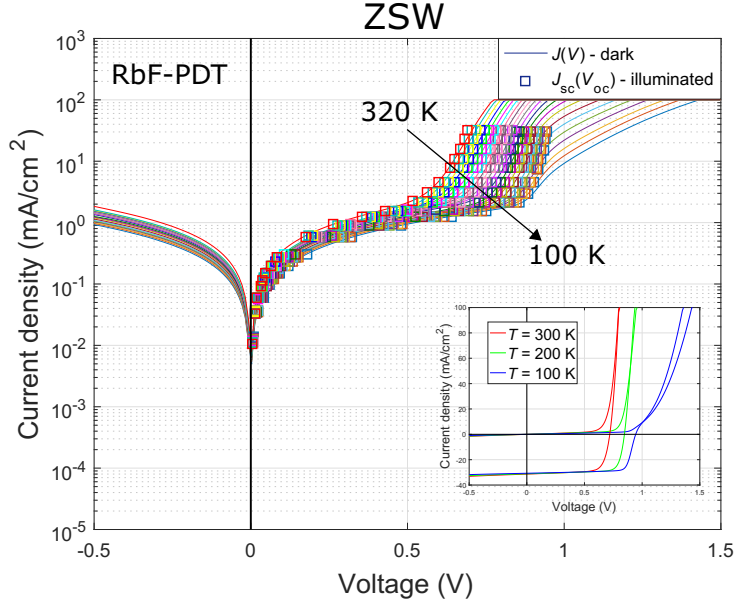 ZSW
10^3
10^2
10^1
10^0
10^-1
10^-2
10^-3
10^-4
10^-5
Current density (mA/cm^2)
RbF-PDT
J(V) - dark
J_sc(V_oc) - illuminated
320 K
100 K
100
80
60
40
20
0
-20
-40
Current density (mA/cm^2)
T = 300 K
T = 200 K
T = 100 K
-0.5 0 0.5 1 1.5
Voltage (V)
-0.5 0 0.5 1 1.5
Voltage (V)